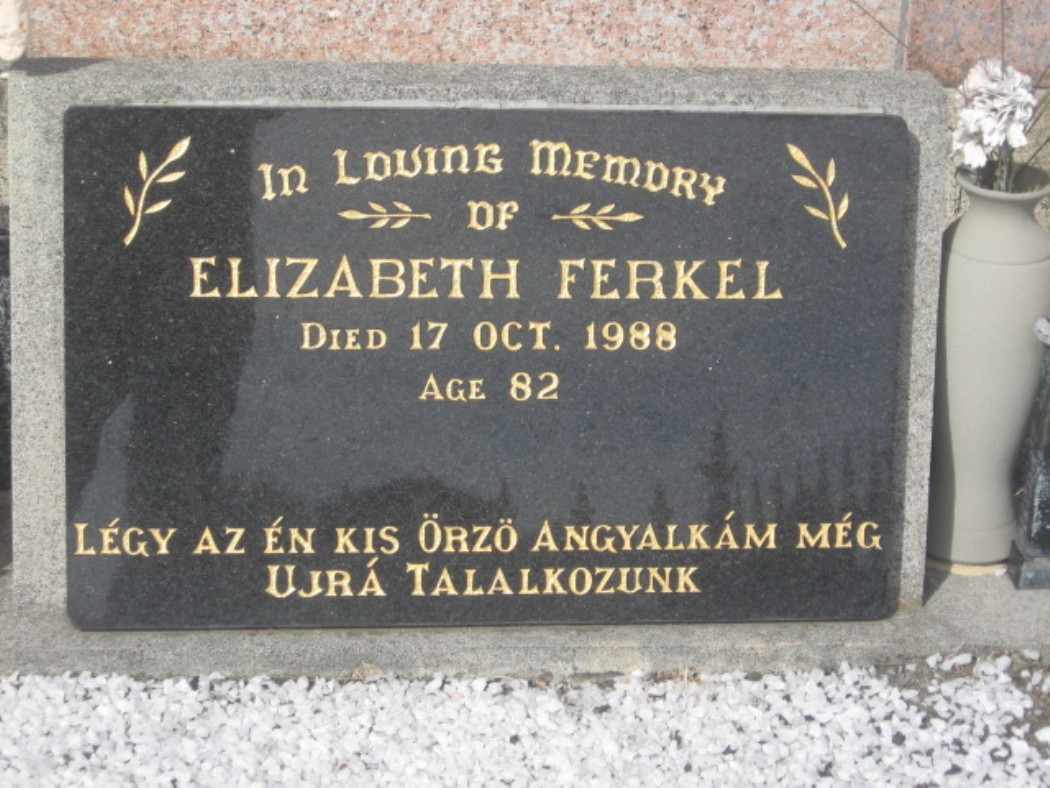 In Loving Memory
OF
ELIZABETH FERKEL
DIED 17 OCT. 1988
AGE 82
LÉGY AZ ÉN KIS ÖRZÖ ANGYALKÁM MÉG
UJRÁ TALALKOZUNK